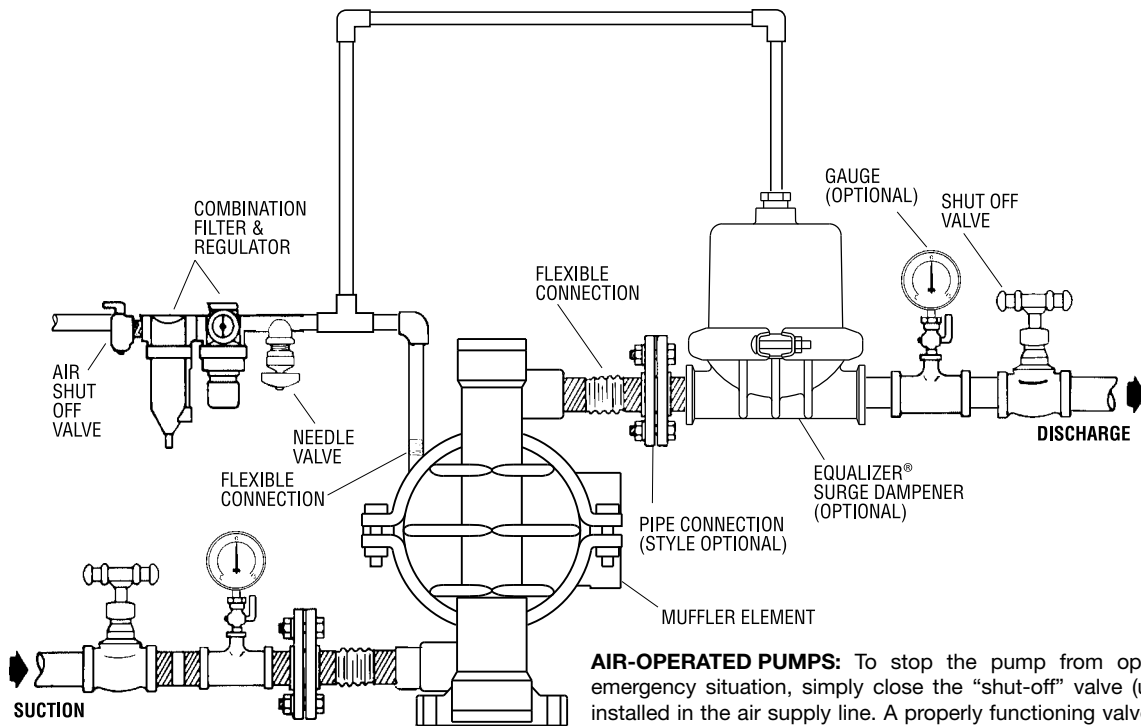 COMBINATION
FILTER &
REGULATOR
AIR
SHUT
OFF
VALVE
NEEDLE
VALVE
FLEXIBLE
CONNECTION
FLEXIBLE
CONNECTION
GAUGE
(OPTIONAL)
SHUT OFF
VALVE
DISCHARGE
EQUALIZER®
SURGE DAMPENER
(OPTIONAL)
PIPE CONNECTION
(STYLE OPTIONAL)
MUFFLER ELEMENT
SUCTION
AIR-OPERATED PUMPS: To stop the pump from op
emergency situation, simply close the “shut-off” valve (u
installed in the air supply line. A properly functioning valv